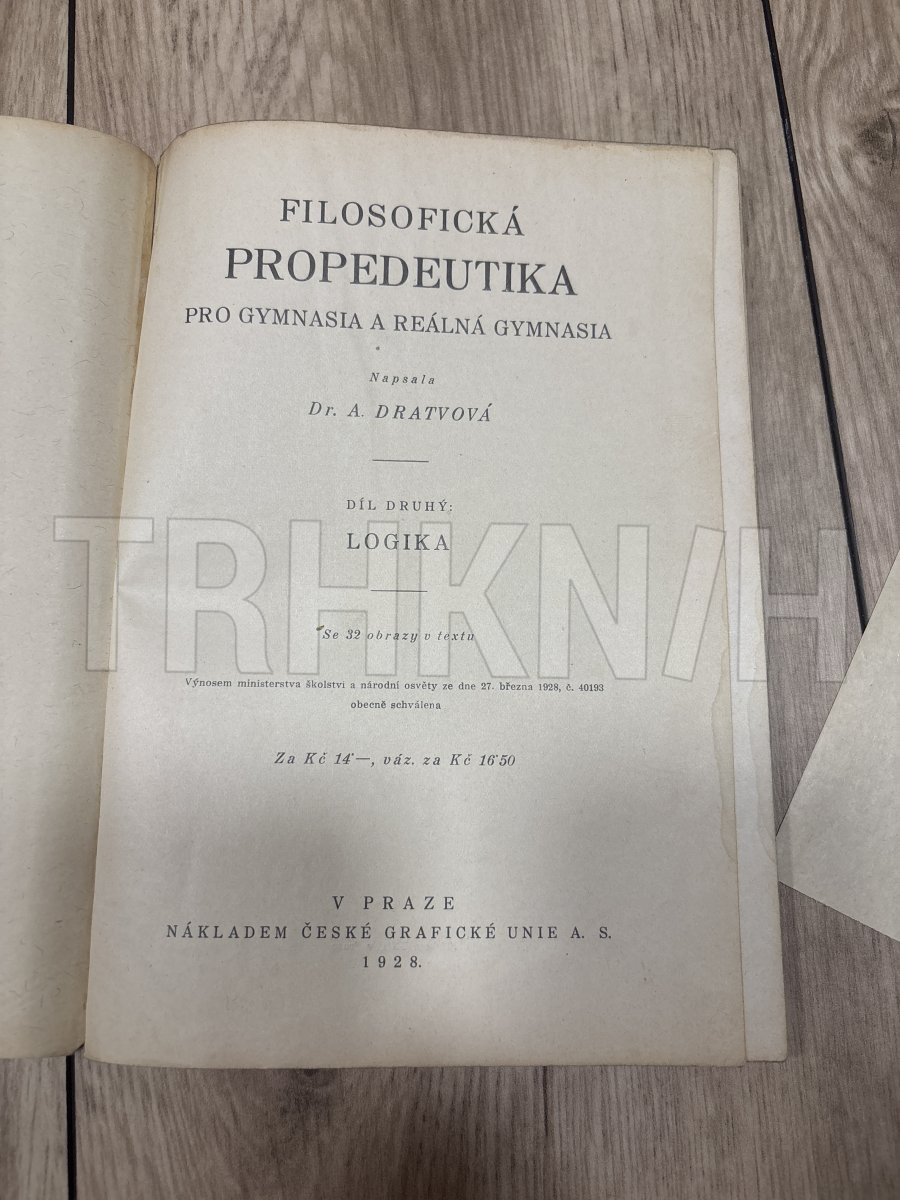 FILOSOFICKÁ
PROPEDEUTIKA
PRO GYMNASIA A REÁLNÁ GYMNASIA
Napsala
Dr. A. DRATVOVÁ
DÍL DRUHÝ:
LOGIKA
TRHKN/H
Se 32 obrazy v textu
Výnosem ministerstva školství a národní osvěty ze dne 27. března 1928, č. 40193
obecně schválena
Za Kč 14·—, váz. za Kč 16·50
V PRAZE
NÁKLADEM ČESKÉ GRAFICKÉ UNIE A. S.
1928.